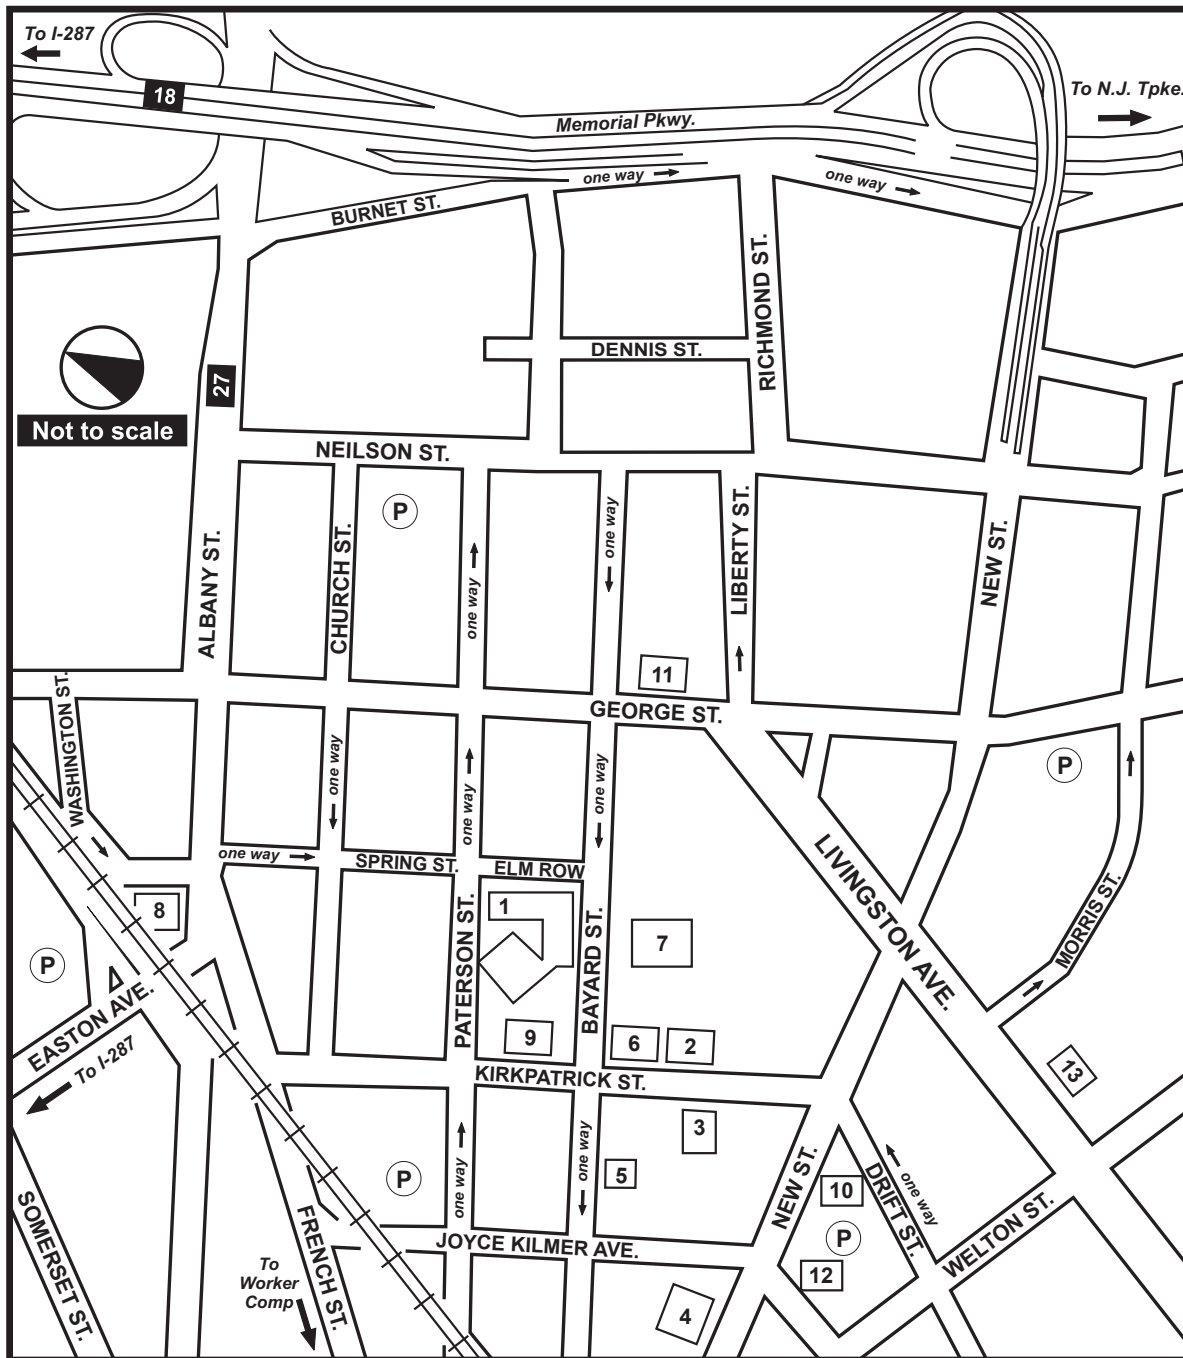 To I-287
18
Memorial Pkwy.
To N.J. Tpke.
one way
one way
BURNET ST.
RICHMOND ST.
DENNIS ST.
27
Not to scale
NEILSON ST.
P
one way
LIBERTY ST.
NEW ST.
ALBANY ST.
CHURCH ST.
one way
11
GEORGE ST.
WASHINGTON ST.
one way
one way
one way
P
one way
SPRING ST.
ELM ROW
LIVINGSTON AVE.
MORRIS ST.
8
1
PATERSON ST.
BAYARD ST.
7
P
EASTON AVE.
To I-287
9
6
2
KIRKPATRICK ST.
13
3
one way
one way
5
P
NEW ST.
10
DRIFT ST.
one way
P
WELTON ST.
12
JOYCE KILMER AVE.
SOMERSET ST.
FRENCH ST.
To
Worker
Comp
4